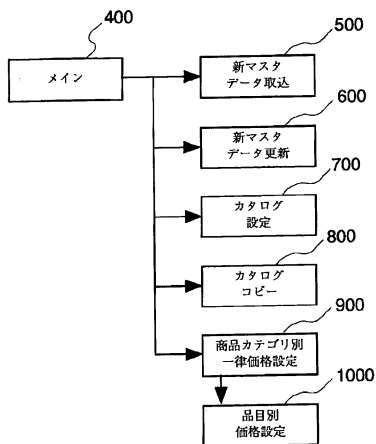 400
メイン
500
新マスタ
データ取込
600
新マスタ
データ更新
700
カタログ
設定
800
カタログ
コピー
900
商品カテゴリ別
一律価格設定
1000
品目別
価格設定